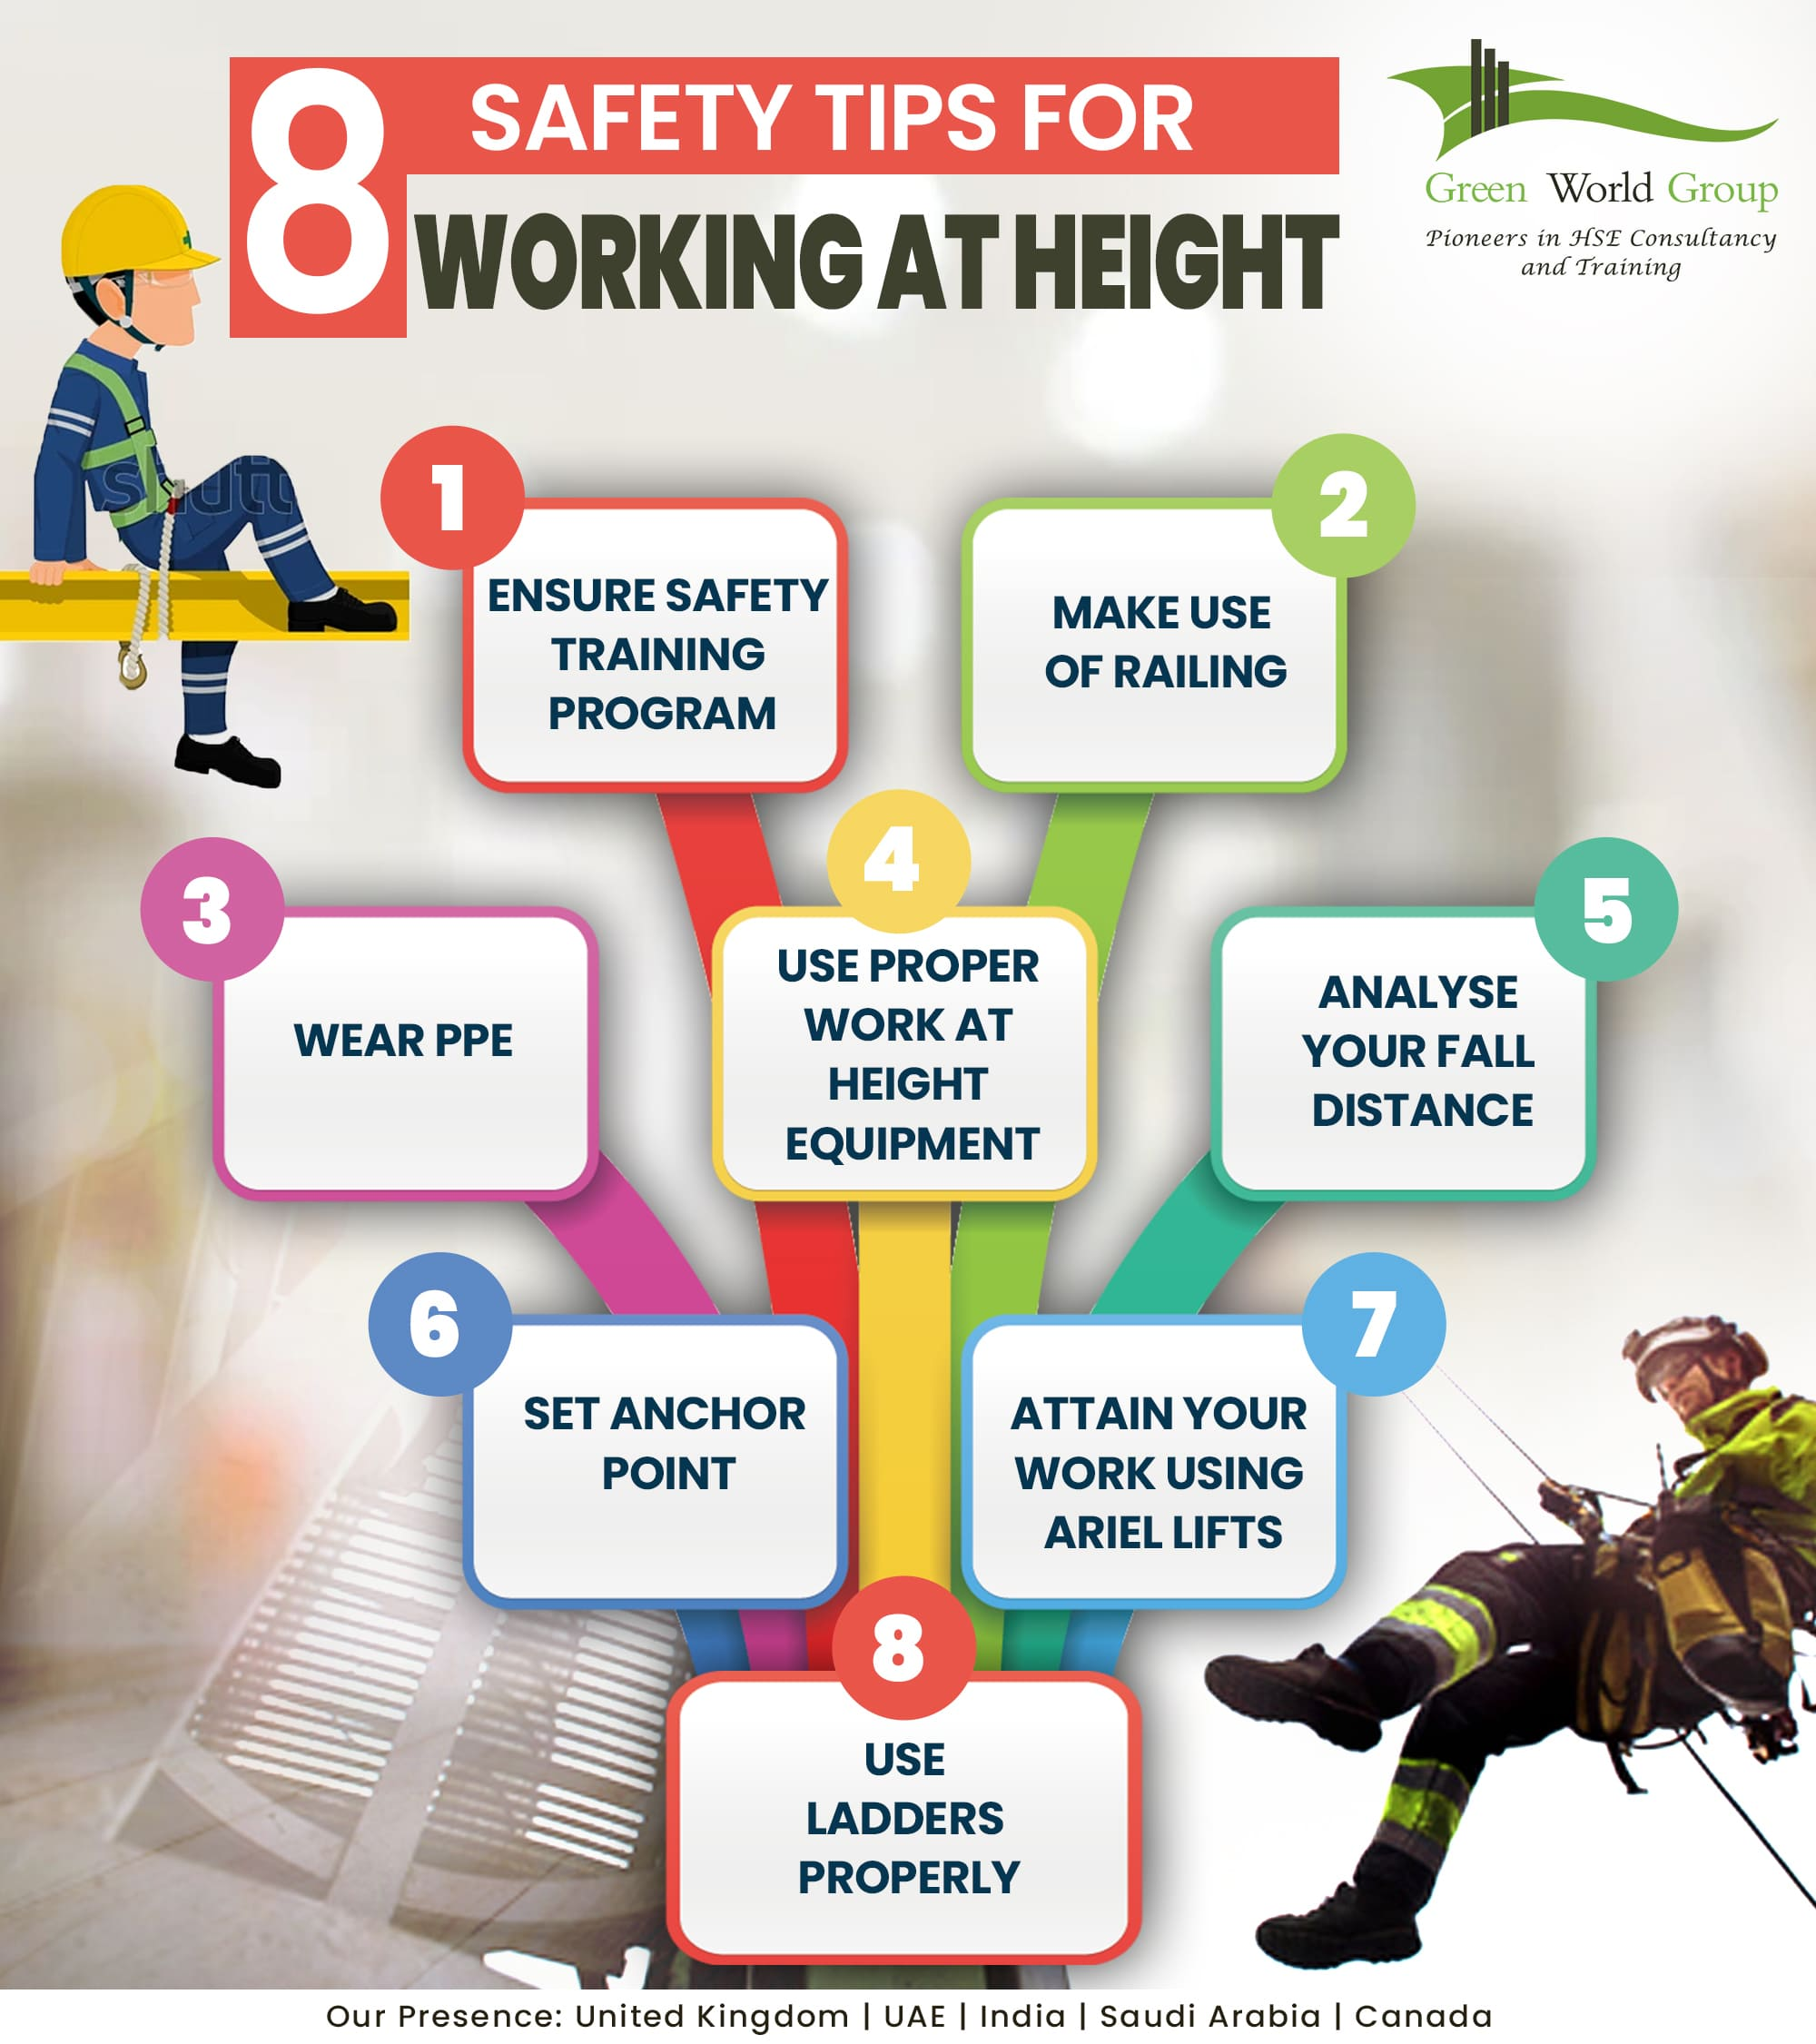 8
SAFETY TIPS FOR
WORKING AT HEIGHT
Green World Group
Pioneers in HSE Consultancy
and Training
shutt
1
ENSURE SAFETY
TRAINING
PROGRAM
2
MAKE USE
OF RAILING
3
WEAR PPE
4
USE PROPER
WORK AT
HEIGHT
EQUIPMENT
5
ANALYSE
YOUR FALL
DISTANCE
6
SET ANCHOR
POINT
7
ATTAIN YOUR
WORK USING
ARIEL LIFTS
8
USE
LADDERS
PROPERLY
Our Presence: United Kingdom | UAE | India | Saudi Arabia | Canada